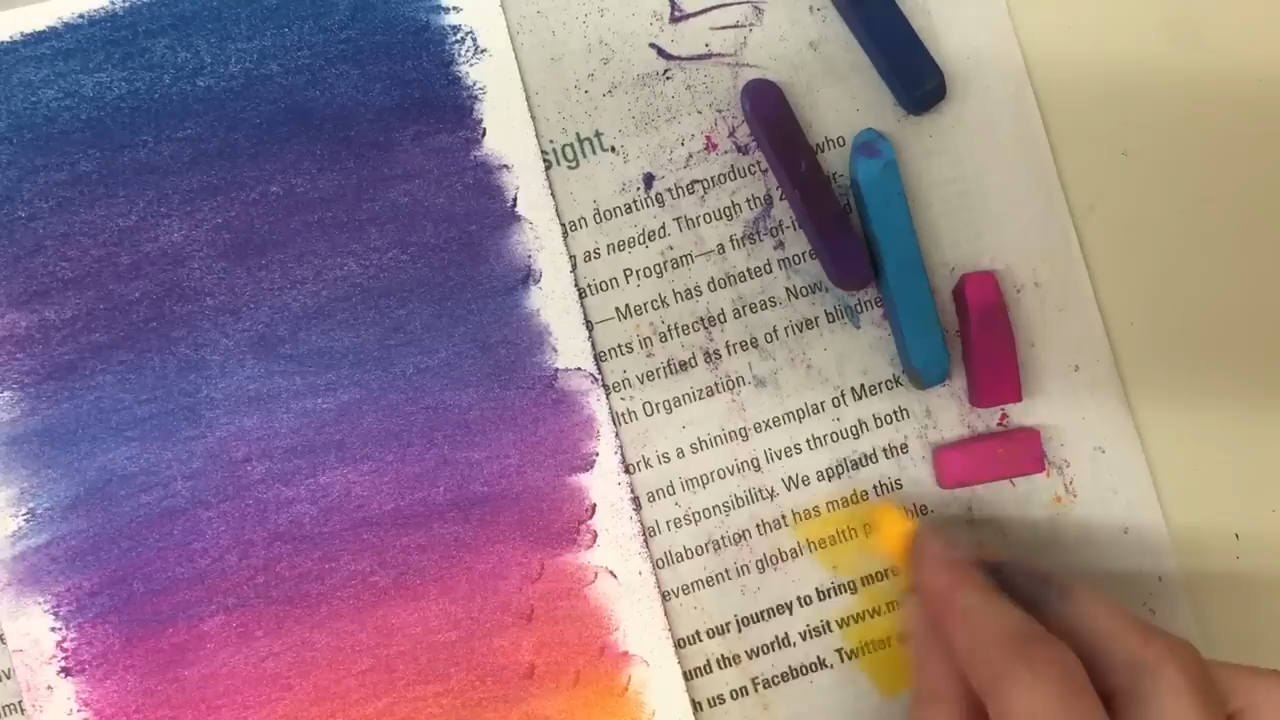 sight.
gan donating the product, who
g as needed. Through the
ation Program—a first-of-i
—Merck has donated more
ents in affected areas. Now,
een verified as free of river blindne
lth Organization.
ork is a shining exemplar of Merck
and improving lives through both
al responsibility. We applaud the
ollaboration that has made this
evement in global health p ble.
out our journey to bring more
und the world, visit www.m
h us on Facebook, Twitter